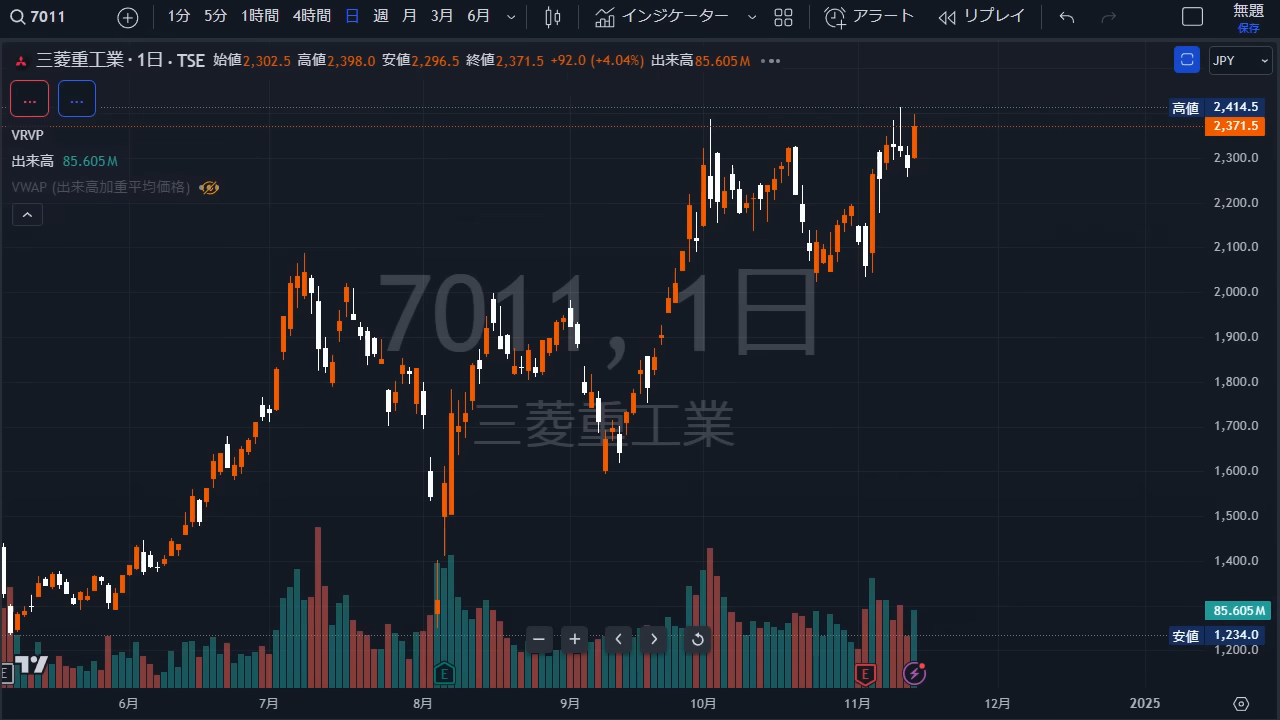 7011 1分 5分 1時間 4時間 日 週 月 3月 6月 インジケーター アラート リプレイ 無題
保存
三菱重工業 · 1日 · TSE 始値2,302.5 高値2,398.0 安値2,296.5 終値2,371.5 +92.0 (+4.04%) 出来高85.605M
JPY
... ...
高値 2,414.5
2,371.5
VRVP
出来高 85.605M
VWAP (出来高加重平均価格)
2,300.0
2,200.0
2,100.0
2,000.0
1,900.0
1,800.0
1,700.0
1,600.0
1,500.0
1,400.0
7011, 1日
三菱重工業
85.605M
安値 1,234.0
1,200.0
E E E
6月 7月 8月 9月 10月 11月 12月 2025